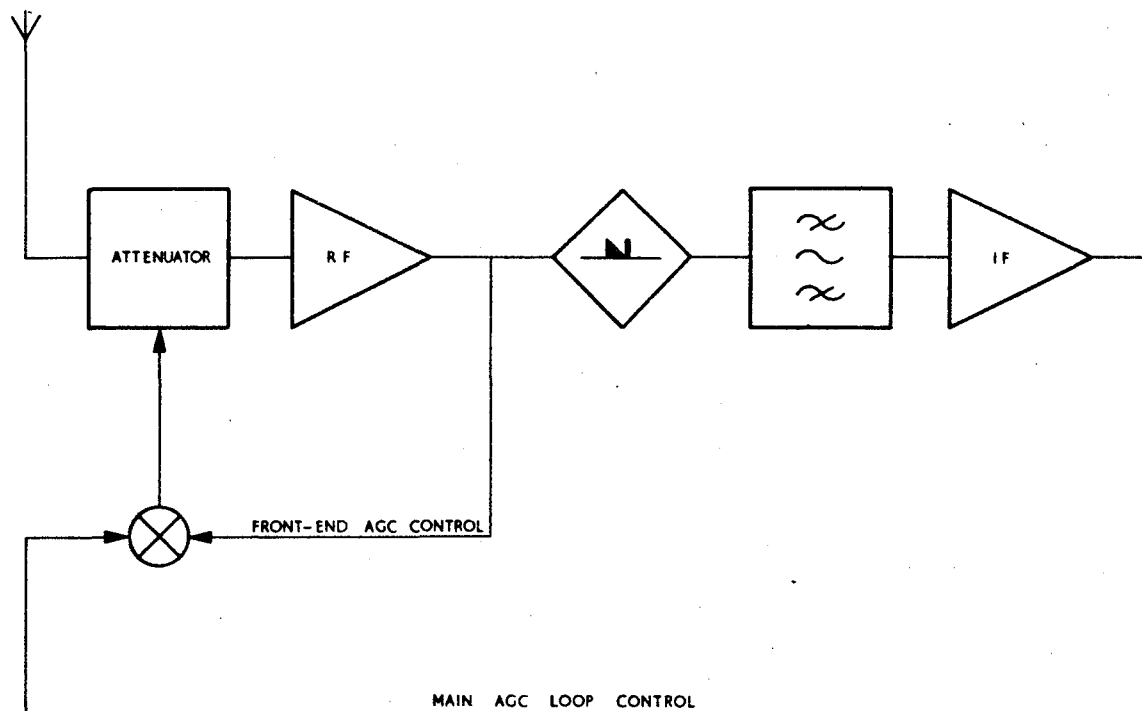 ATTENUATOR
RF
IF
FRONT-END AGC CONTROL
MAIN AGC LOOP CONTROL